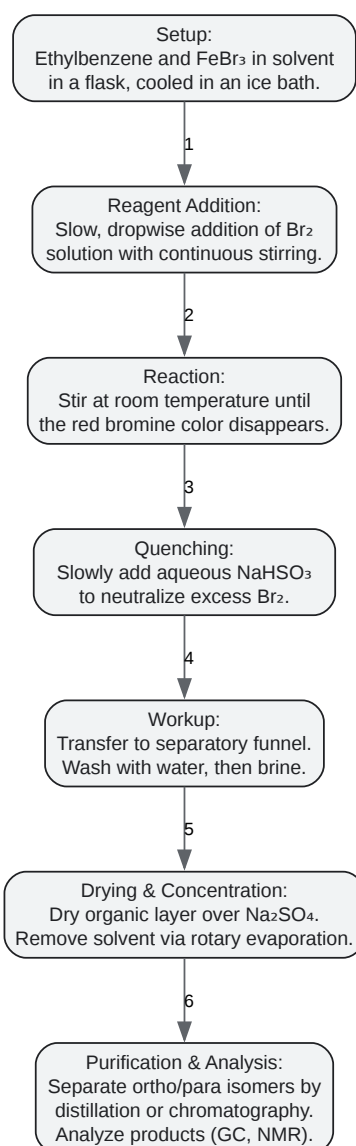 Setup:
Ethylbenzene and FeBr₃ in solvent
in a flask, cooled in an ice bath.
1
Reagent Addition:
Slow, dropwise addition of Br₂
solution with continuous stirring.
2
Reaction:
Stir at room temperature until
the red bromine color disappears.
3
Quenching:
Slowly add aqueous NaHSO₃
to neutralize excess Br₂.
4
Workup:
Transfer to separatory funnel.
Wash with water, then brine.
5
Drying & Concentration:
Dry organic layer over Na₂SO₄.
Remove solvent via rotary evaporation.
6
Purification & Analysis:
Separate ortho/para isomers by
distillation or chromatography.
Analyze products (GC, NMR).